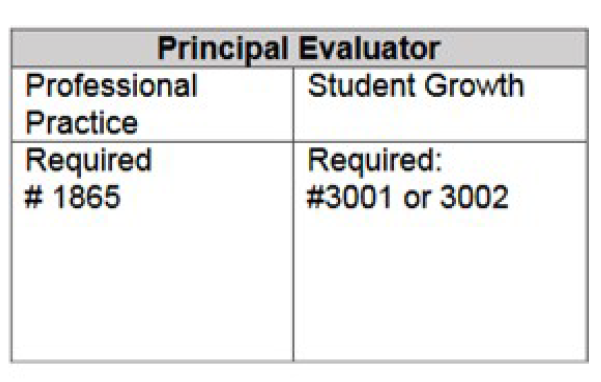 Principal Evaluator
Professional
Practice
Student Growth
Required
# 1865
Required:
#3001 or 3002